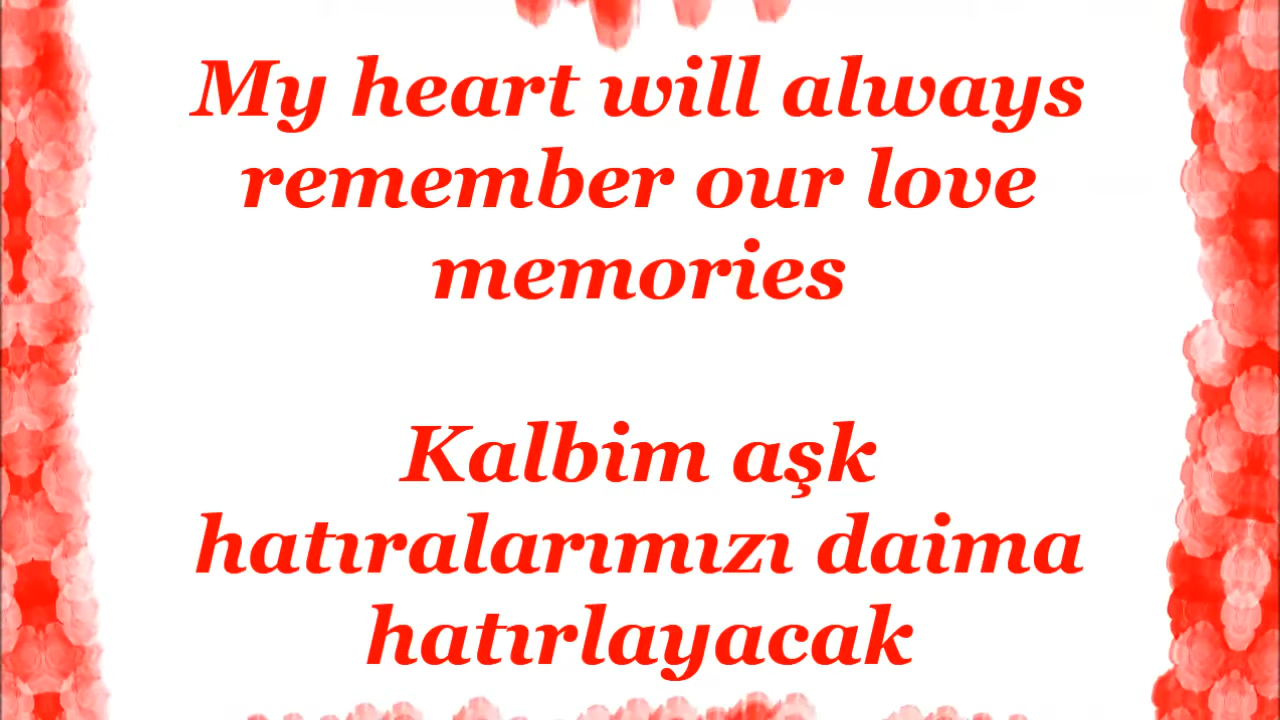 My heart will always
remember our love
memories
Kalbim aşk
hatıralarımızı daima
hatırlayacak